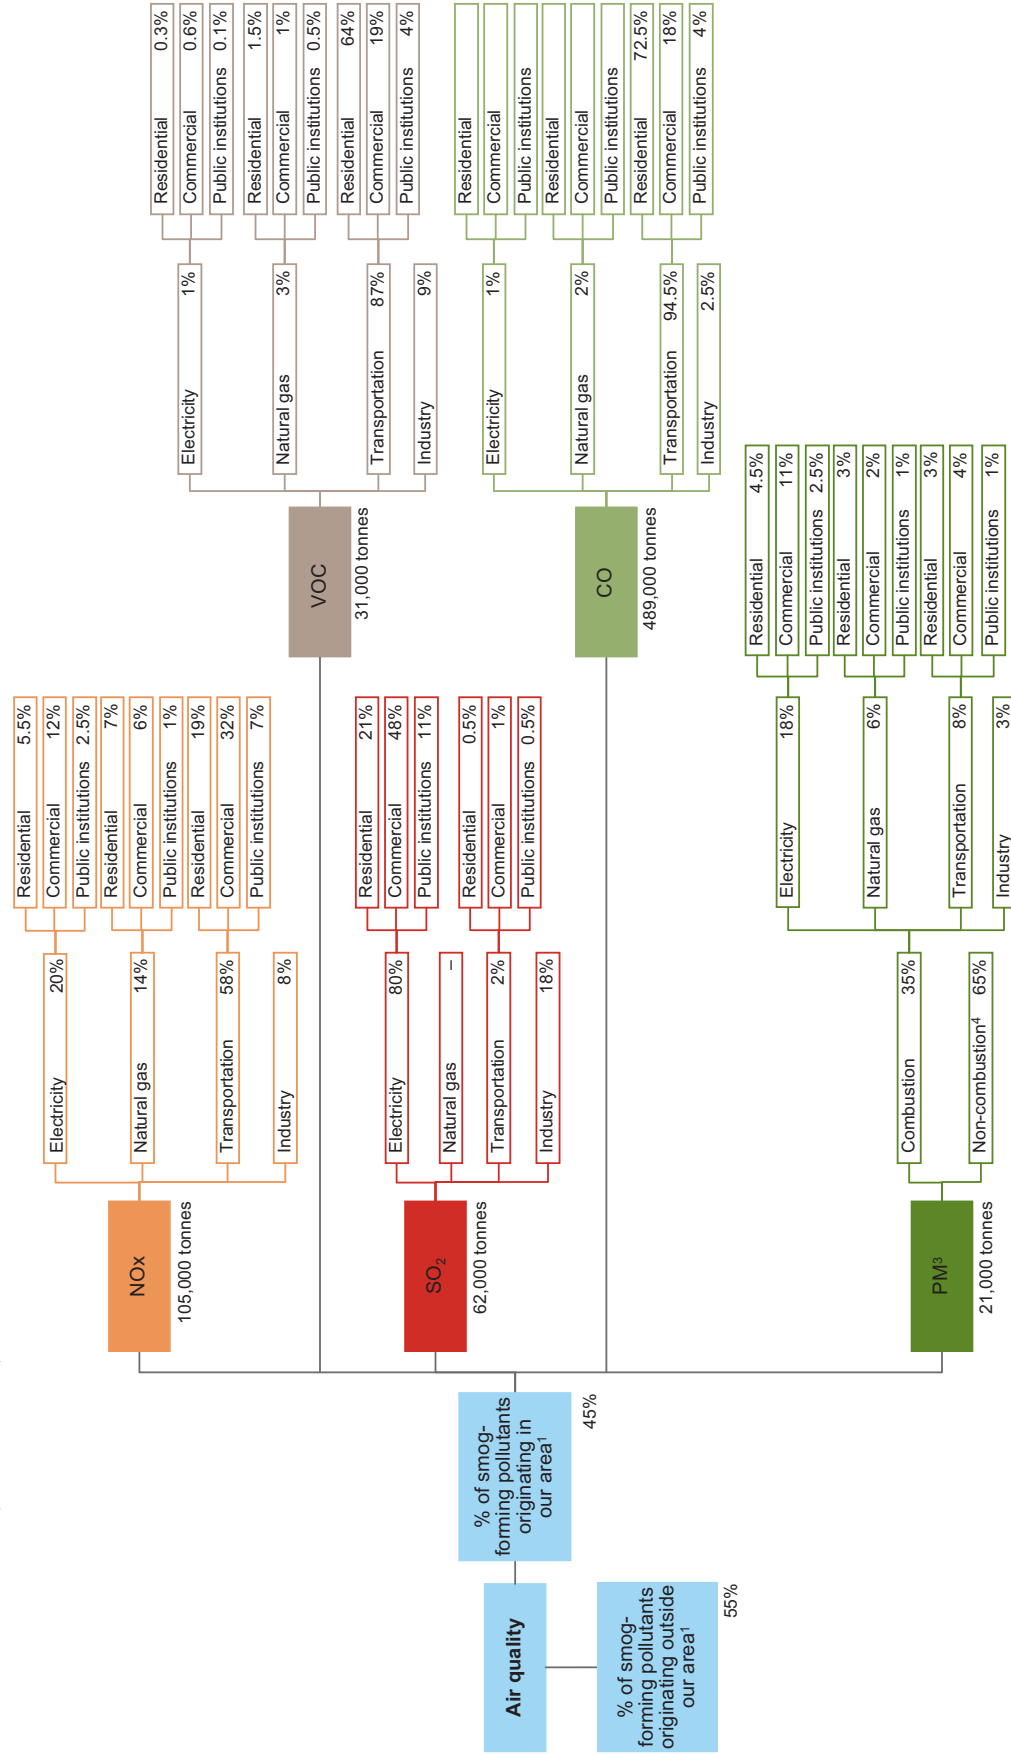 Air quality
% of smog-
forming pollutants
originating outside
our area¹
55%
% of smog-
forming pollutants
originating in
our area¹
45%
NOx
105,000 tonnes
Electricity 20%
Residential 5.5%
Commercial 12%
Public institutions 2.5%
Natural gas 14%
Residential 7%
Commercial 6%
Public institutions 1%
Transportation 58%
Residential 19%
Commercial 32%
Public institutions 7%
Industry 8%
VOC
31,000 tonnes
Electricity 1%
Residential 0.3%
Commercial 0.6%
Public institutions 0.1%
Natural gas 3%
Residential 1.5%
Commercial 1%
Public institutions 0.5%
Transportation 87%
Residential 64%
Commercial 19%
Public institutions 4%
Industry 9%
SO₂
62,000 tonnes
Electricity 80%
Residential 21%
Commercial 48%
Public institutions 11%
Natural gas –
Transportation 2%
Residential 0.5%
Commercial 1%
Public institutions 0.5%
Industry 18%
CO
489,000 tonnes
Electricity 1%
Residential
Commercial
Public institutions
Natural gas 2%
Residential
Commercial
Public institutions
Transportation 94.5%
Residential 72.5%
Commercial 18%
Public institutions 4%
Industry 2.5%
PM³
21,000 tonnes
Combustion 35%
Electricity 18%
Residential 4.5%
Commercial 11%
Public institutions 2.5%
Natural gas 6%
Residential 3%
Commercial 2%
Public institutions 1%
Transportation 8%
Residential 3%
Commercial 4%
Public institutions 1%
Industry 3%
Non-combustion⁴ 65%